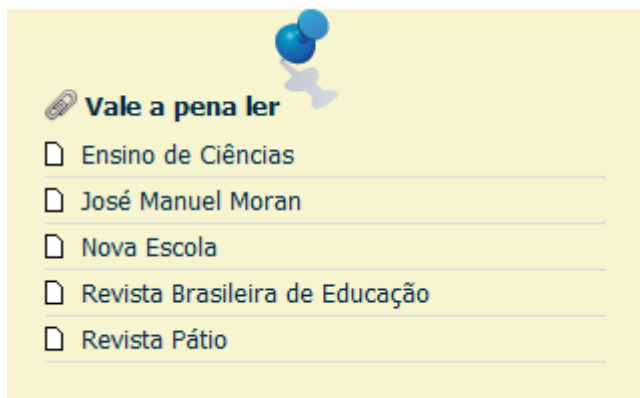 Vale a pena ler
Ensino de Ciências
José Manuel Moran
Nova Escola
Revista Brasileira de Educação
Revista Pátio